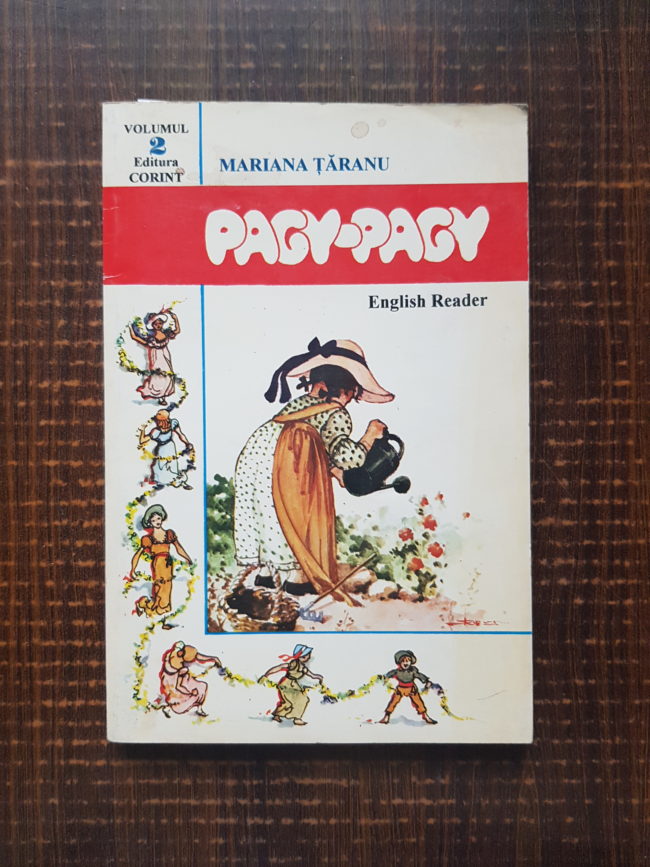 VOLUMUL
2
Editura
CORINT
MARIANA ȚĂRANU
PAGY-PAGY
English Reader